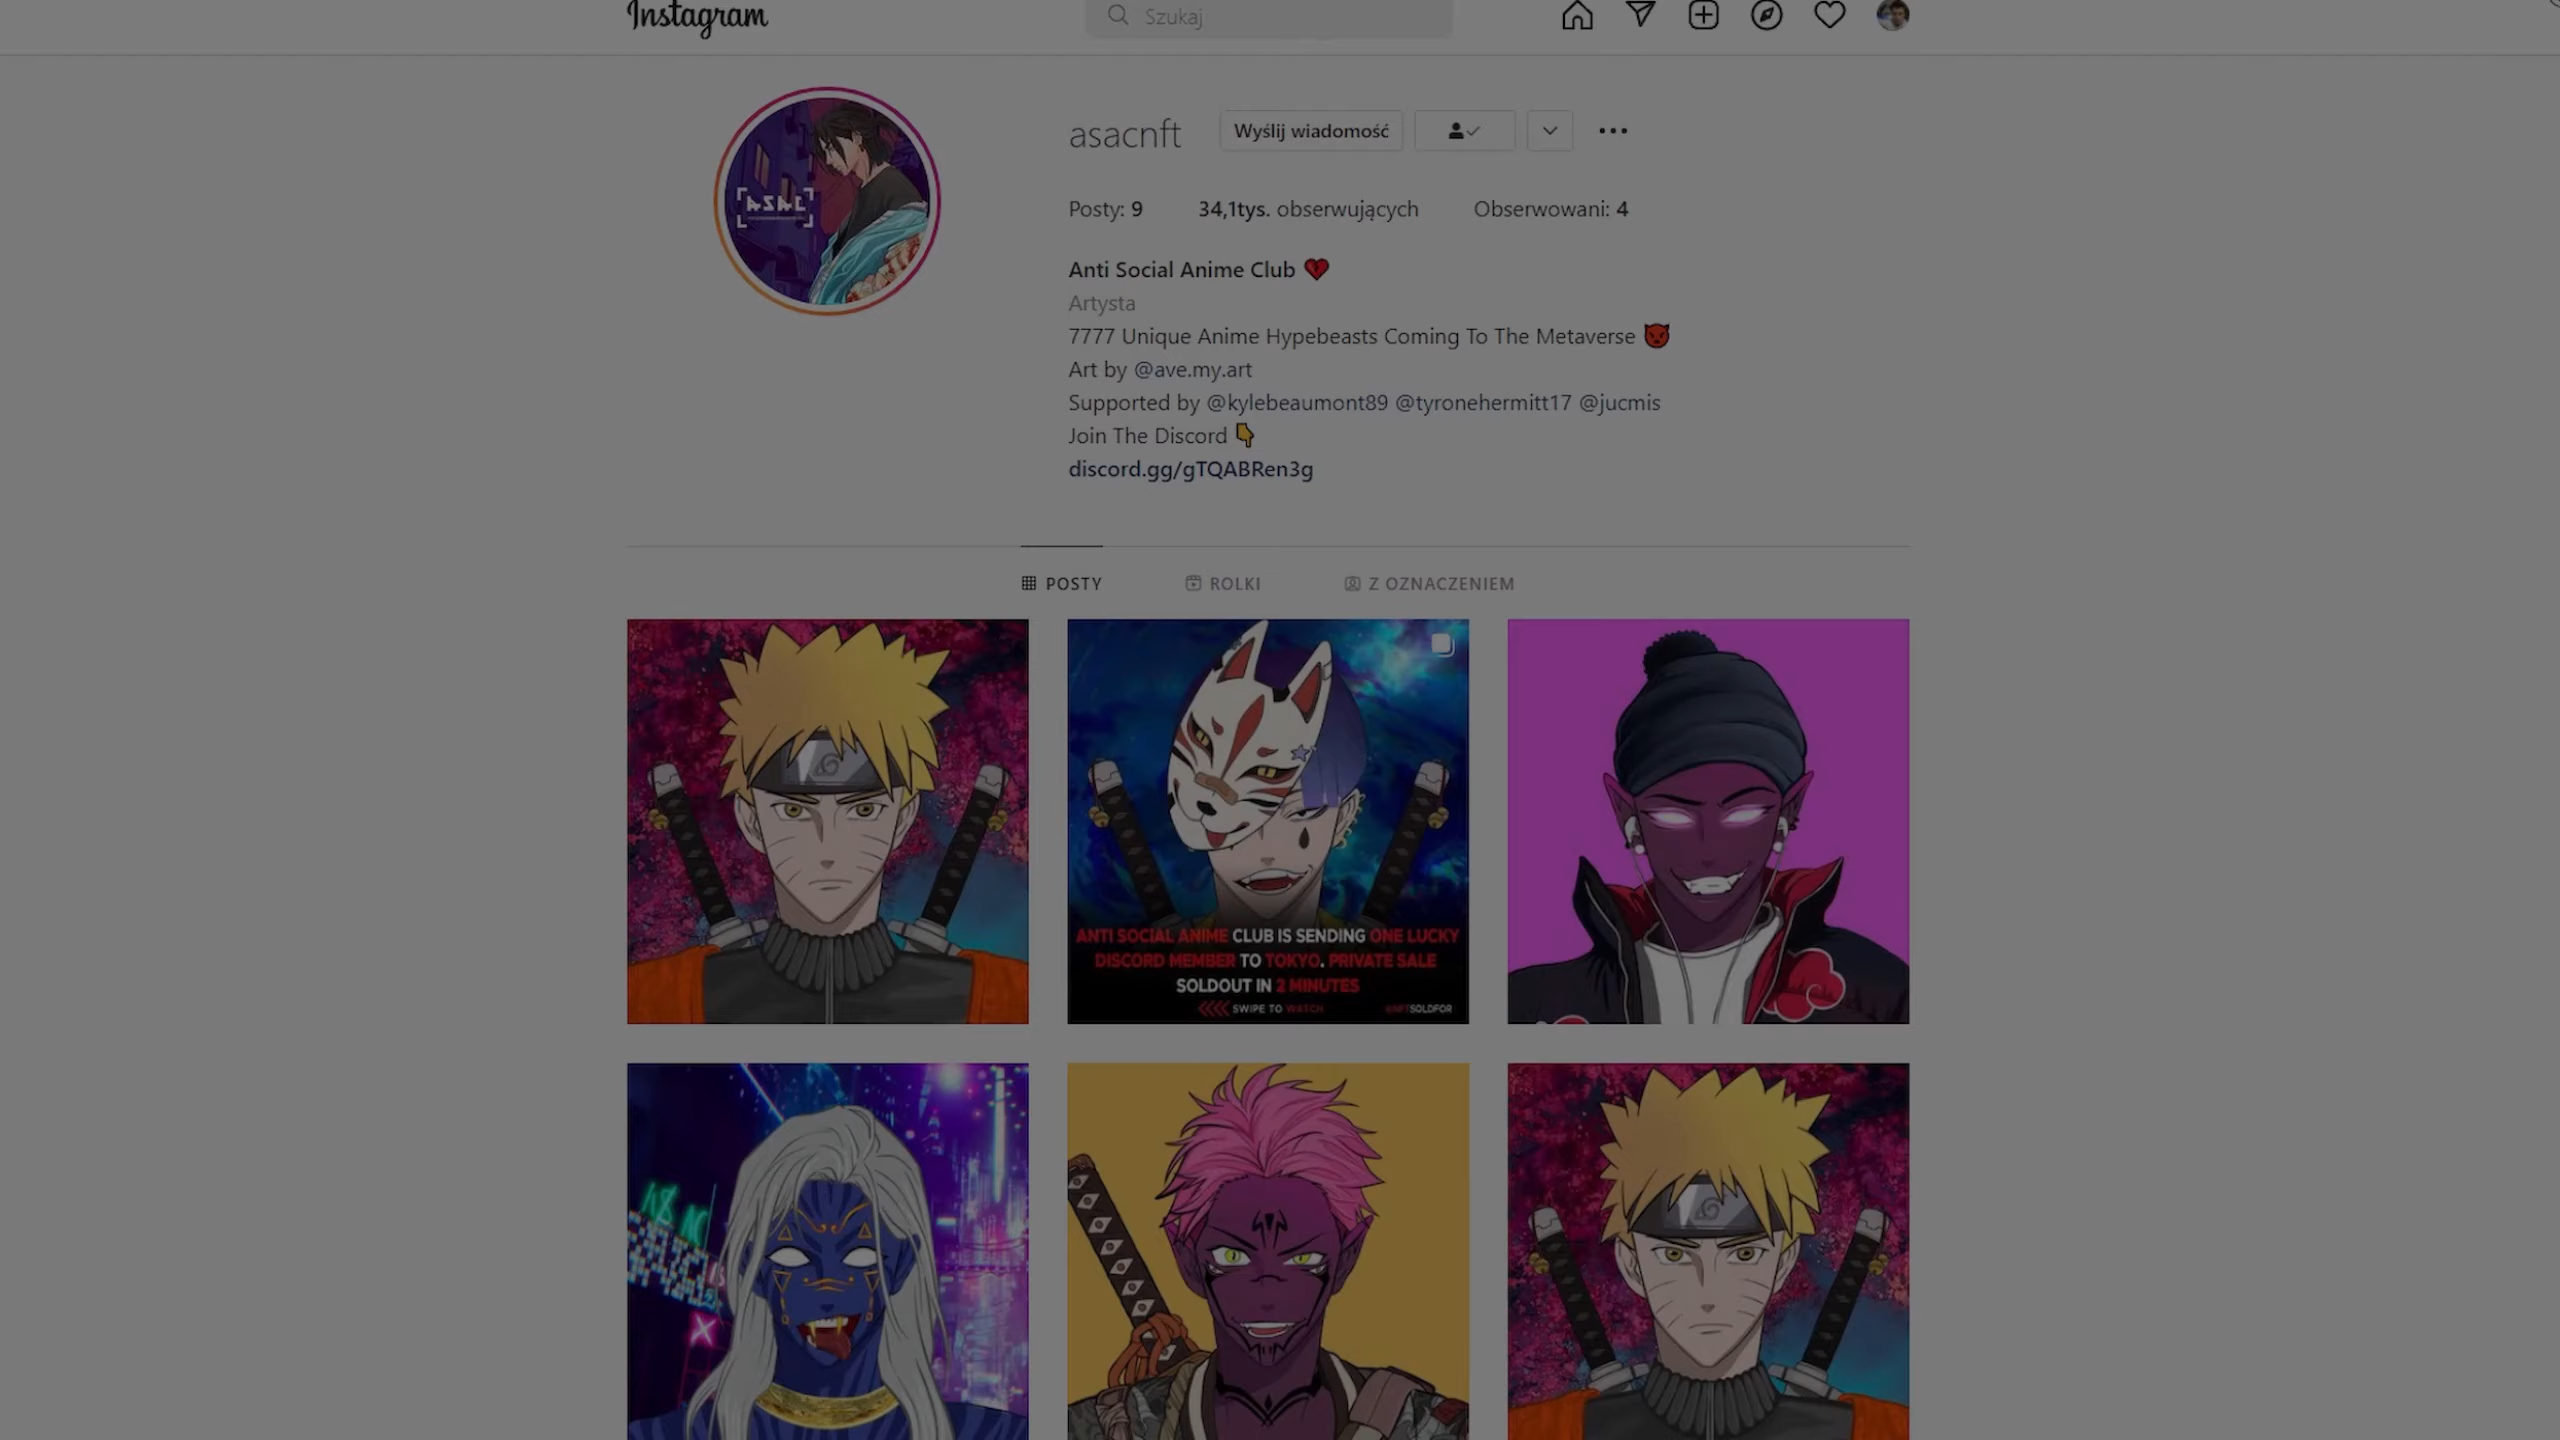 Instagram
Szukaj
asacnft
Wyślij wiadomość
Posty: 9
34,1tys. obserwujących
Obserwowani: 4
Anti Social Anime Club
Artysta
7777 Unique Anime Hypebeasts Coming To The Metaverse
Art by @ave.my.art
Supported by @kylebeaumont89 @tyronehermitt17 @jucmis
Join The Discord
discord.gg/gTQABRen3g
ASAC
POSTY
ROLKI
Z OZNACZENIEM
ANTI SOCIAL ANIME CLUB IS SENDING ONE LUCKY
DISCORD MEMBER TO TOKYO. PRIVATE SALE
SOLDOUT IN 2 MINUTES
SWIPE TO WATCH
@NFTSOLDFOR